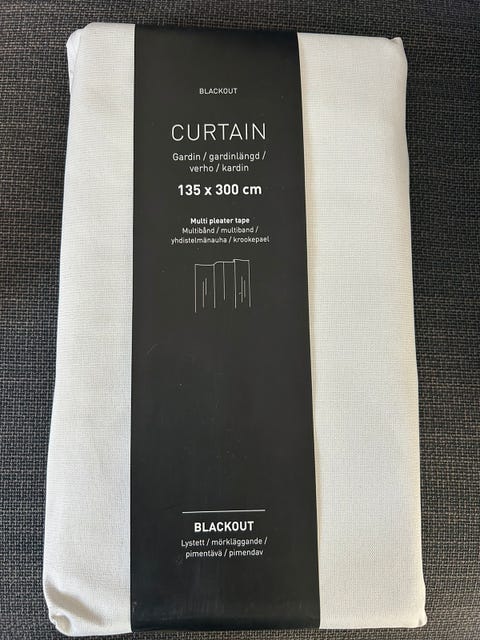 BLACKOUT
CURTAIN
Gardin / gardinlängd /
verho / kardin
135 x 300 cm
Multi pleater tape
Multibånd / multiband /
yhdistelmänauha / krookepael
BLACKOUT
Lystett / mörkläggande /
pimentävä / pimendav